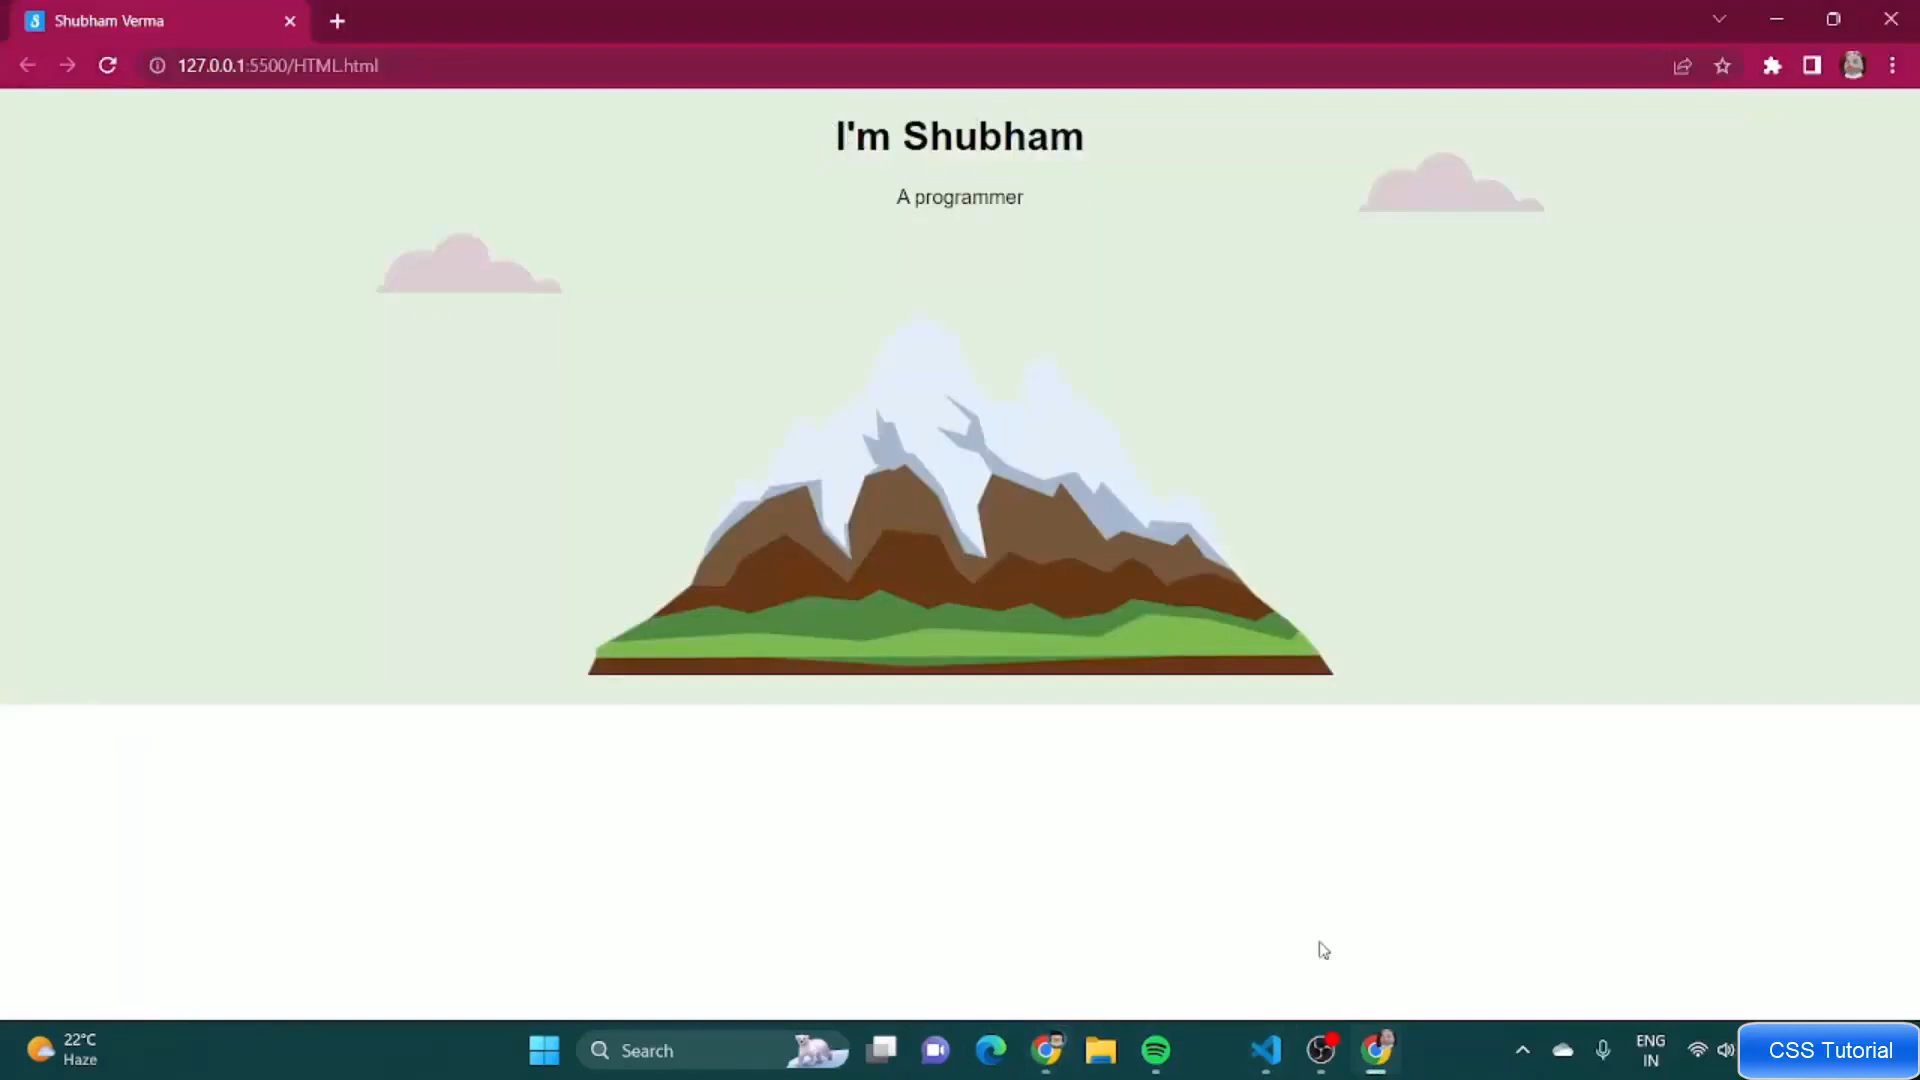 Shubham Verma
127.0.0.1:5500/HTML.html
I'm Shubham
A programmer
22°C
Haze
Search
ENG
IN
CSS Tutorial